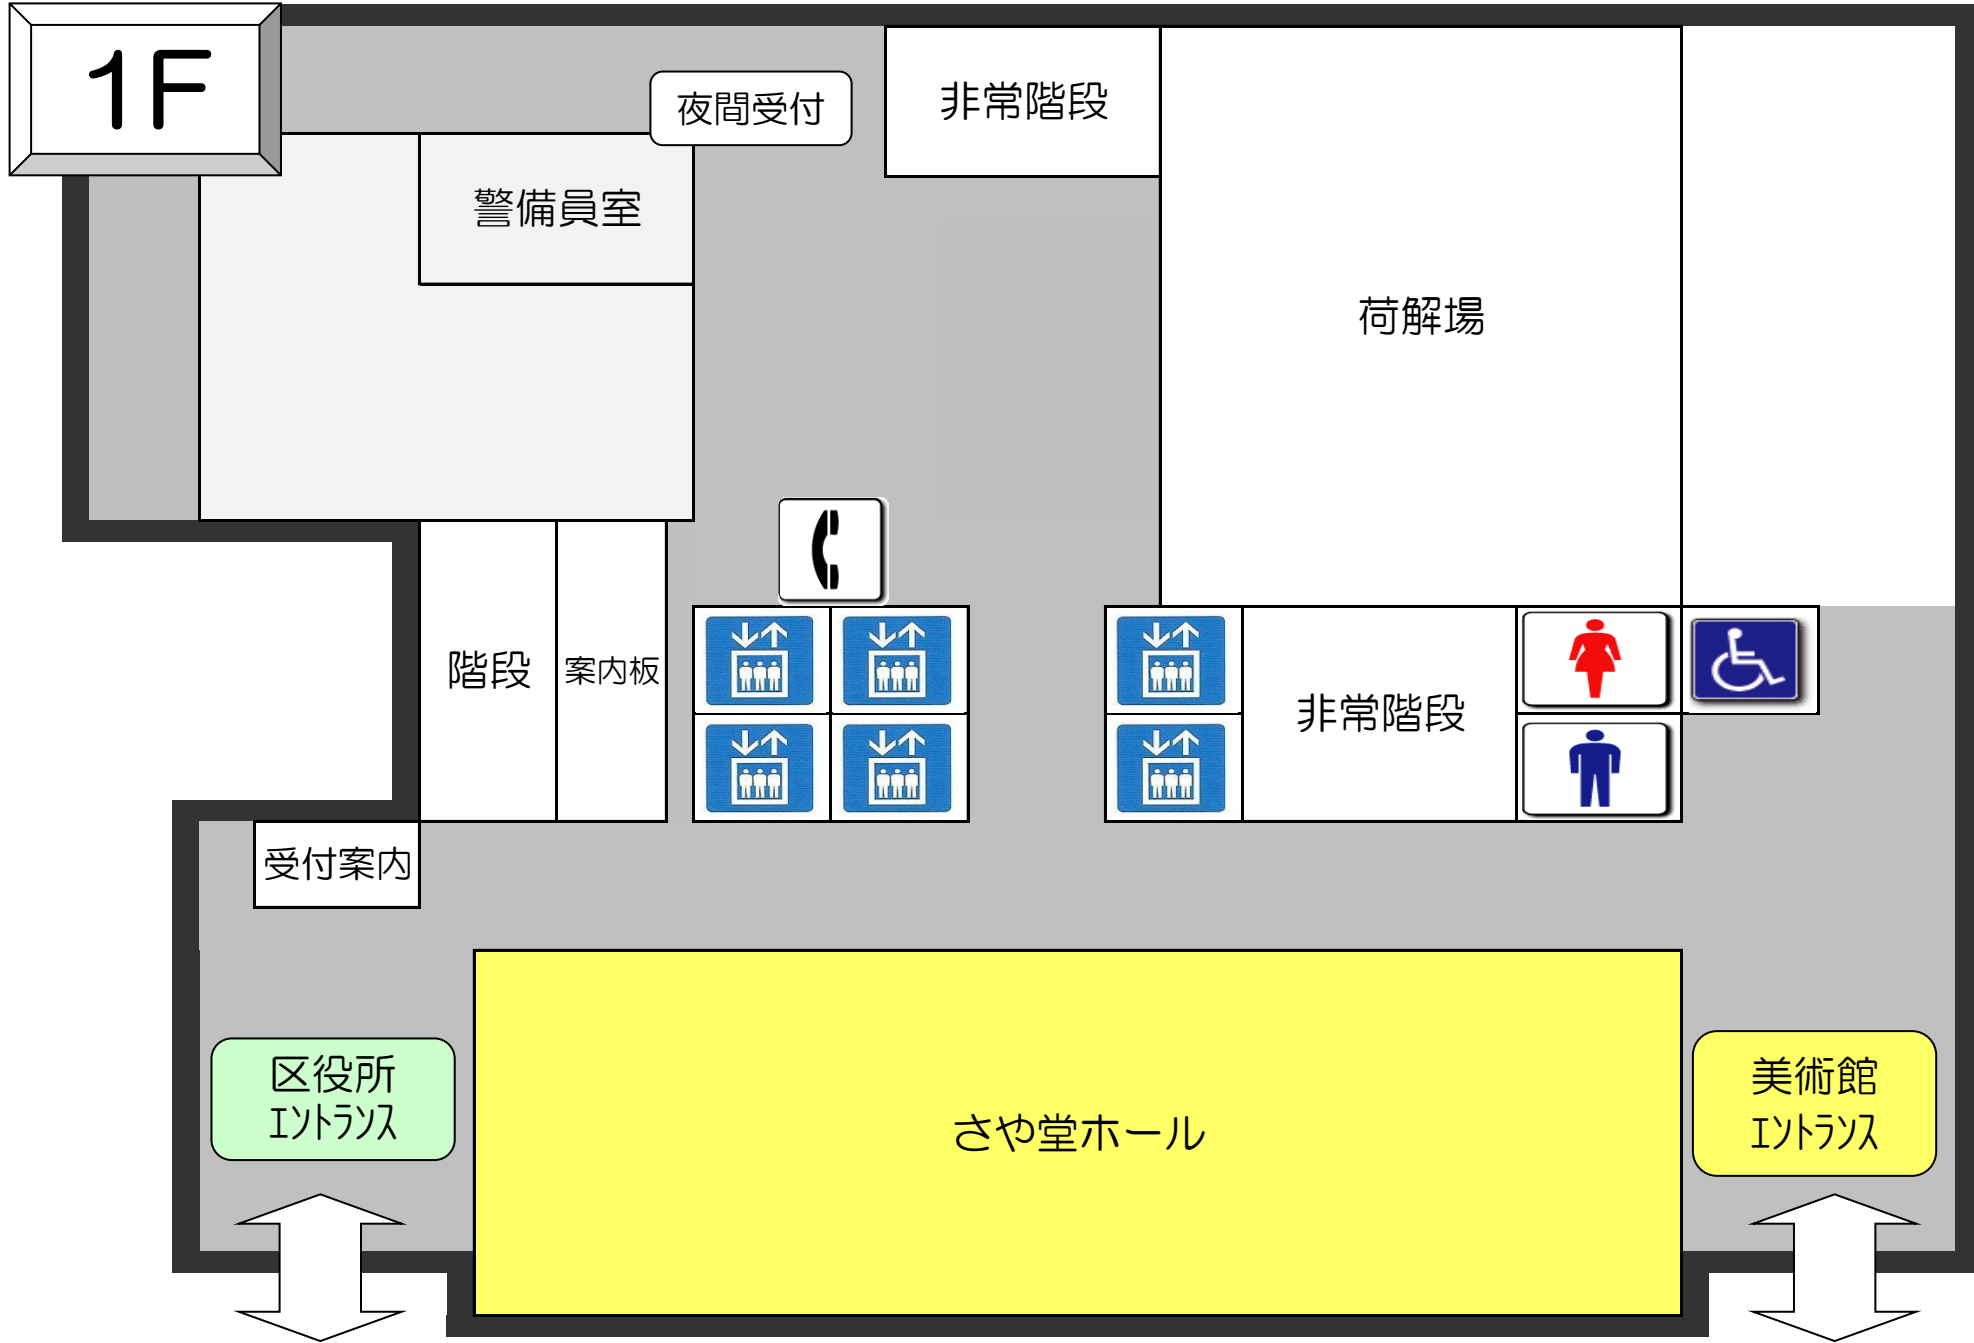 1F
夜間受付
非常階段
警備員室
荷解場
階段
案内板
非常階段
受付案内
区役所
エントランス
さや堂ホール
美術館
エントランス